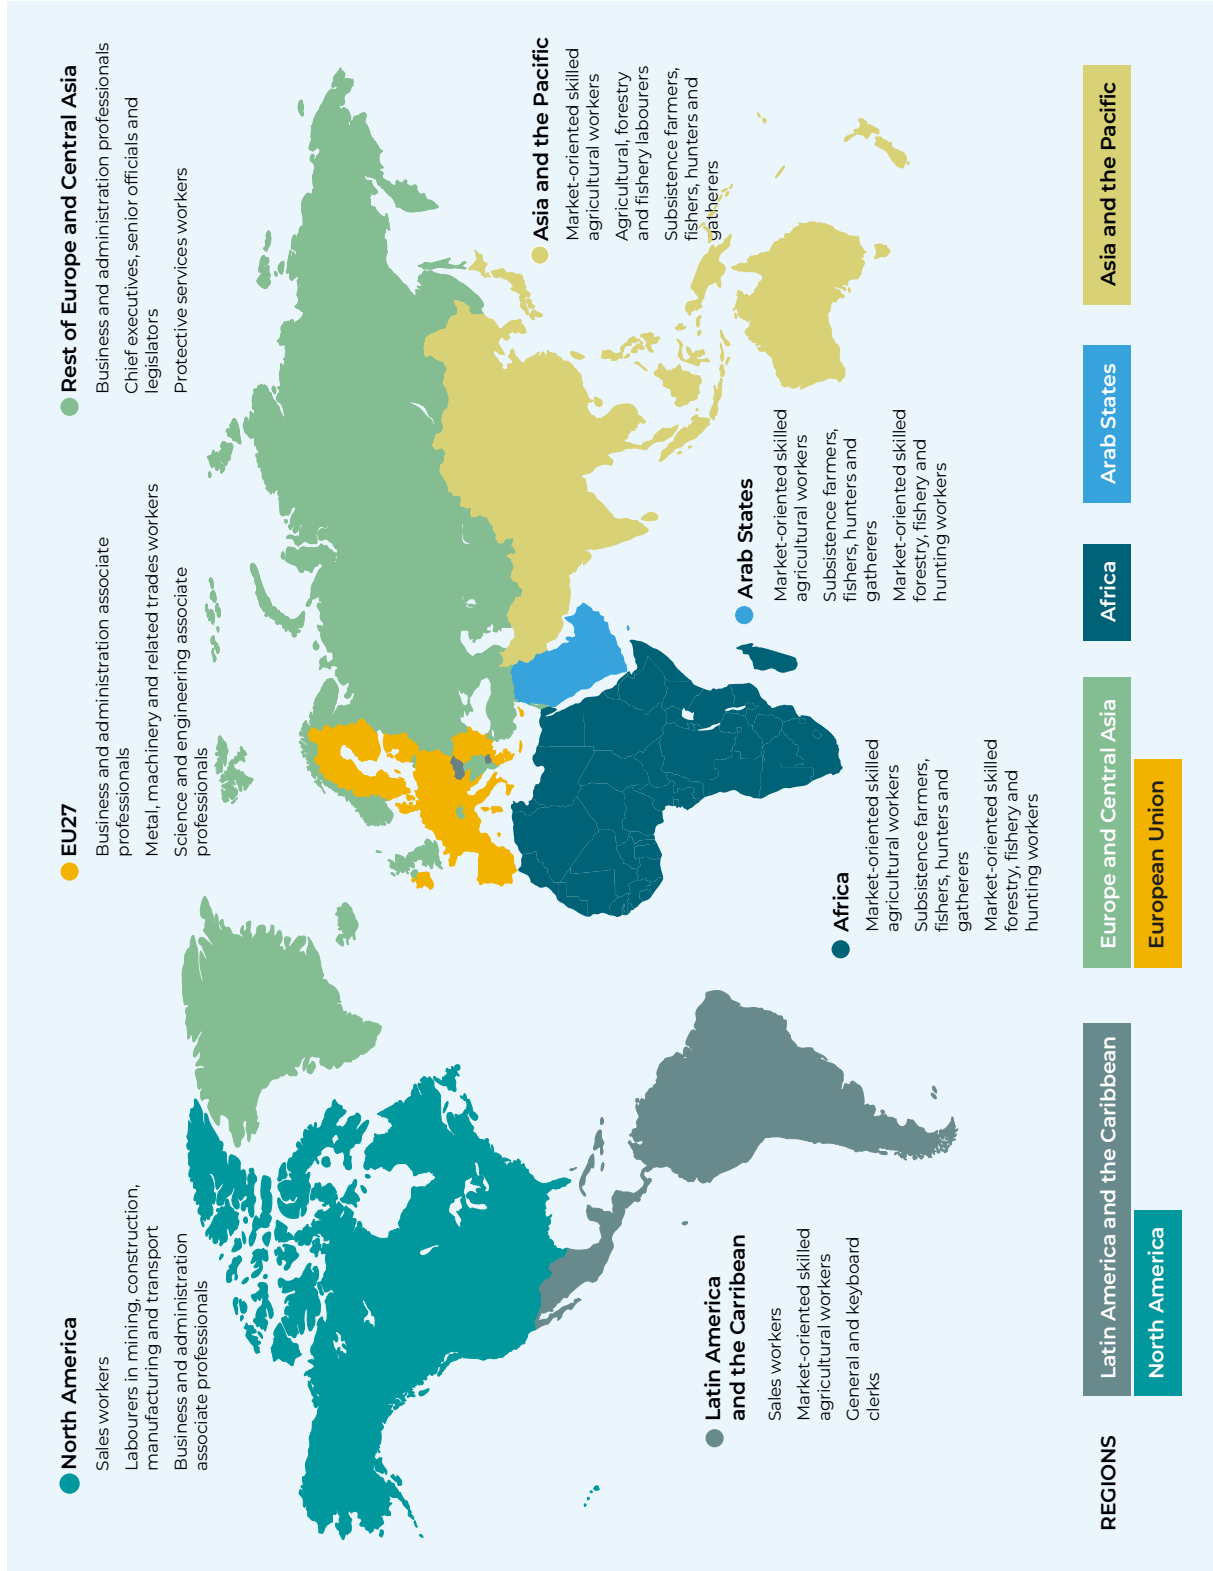 North America
Sales workers
Labourers in mining, construction,
manufacturing and transport
Business and administration
associate professionals
EU27
Business and administration associate
professionals
Metal, machinery and related trades workers
Science and engineering associate
professionals
Rest of Europe and Central Asia
Business and administration professionals
Chief executives, senior officials and
legislators
Protective services workers
Asia and the Pacific
Market-oriented skilled
agricultural workers
Agricultural, forestry
and fishery labourers
Subsistence farmers,
fishers, hunters and
gatherers
Latin America
and the Carribean
Sales workers
Market-oriented skilled
agricultural workers
General and keyboard
clerks
Africa
Market-oriented skilled
agricultural workers
Subsistence farmers,
fishers, hunters and
gatherers
Market-oriented skilled
forestry, fishery and
hunting workers
Arab States
Market-oriented skilled
agricultural workers
Subsistence farmers,
fishers, hunters and
gatherers
Market-oriented skilled
forestry, fishery and
hunting workers
REGIONS
Latin America and the Caribbean
Europe and Central Asia
Africa
Arab States
Asia and the Pacific
North America
European Union